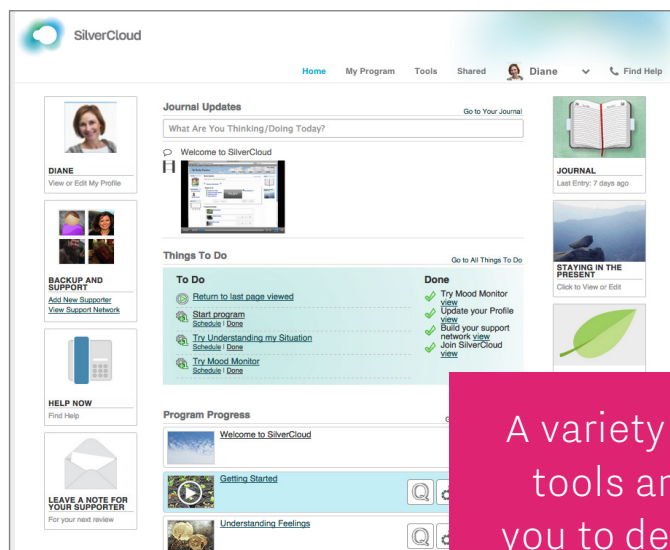 SilverCloud
Home My Program Tools Shared Diane Find Help
DIANE
View or Edit My Profile
BACKUP AND
SUPPORT
Add New Supporter
View Support Network
HELP NOW
Find Help
LEAVE A NOTE FOR
YOUR SUPPORTER
For your next review
Journal Updates
Go to Your Journal
What Are You Thinking/Doing Today?
Welcome to SilverCloud
Things To Do
Go to All Things To Do
To Do
Return to last page viewed
Start program
Schedule | Done
Try Understanding my Situation
Schedule | Done
Try Mood Monitor
Schedule | Done
Done
Try Mood Monitor
view
Update your Profile
view
Build your support
network view
Join SilverCloud
view
Program Progress
Welcome to SilverCloud
Getting Started
Q
Understanding Feelings
Q
JOURNAL
Last Entry: 7 days ago
STAYING IN THE
PRESENT
Click to View or Edit
A variety
tools
you to